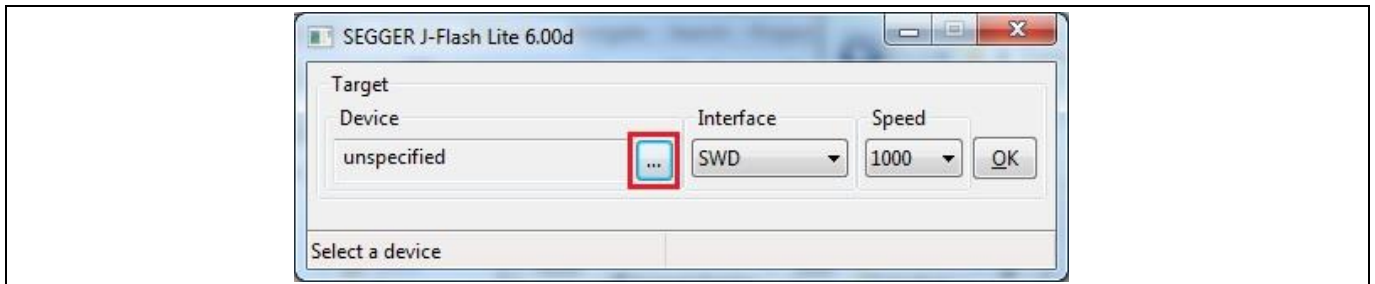 SEGGER J-Flash Lite 6.00d
Target
Device Interface Speed
unspecified ... SWD 1000 OK
Select a device